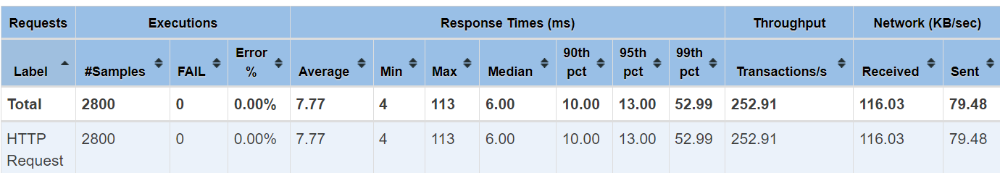 Requests Executions Response Times (ms) Throughput Network (KB/sec)
Label #Samples FAIL Error % Average Min Max Median 90th pct 95th pct 99th pct Transactions/s Received Sent
Total 2800 0 0.00% 7.77 4 113 6.00 10.00 13.00 52.99 252.91 116.03 79.48
HTTP Request 2800 0 0.00% 7.77 4 113 6.00 10.00 13.00 52.99 252.91 116.03 79.48